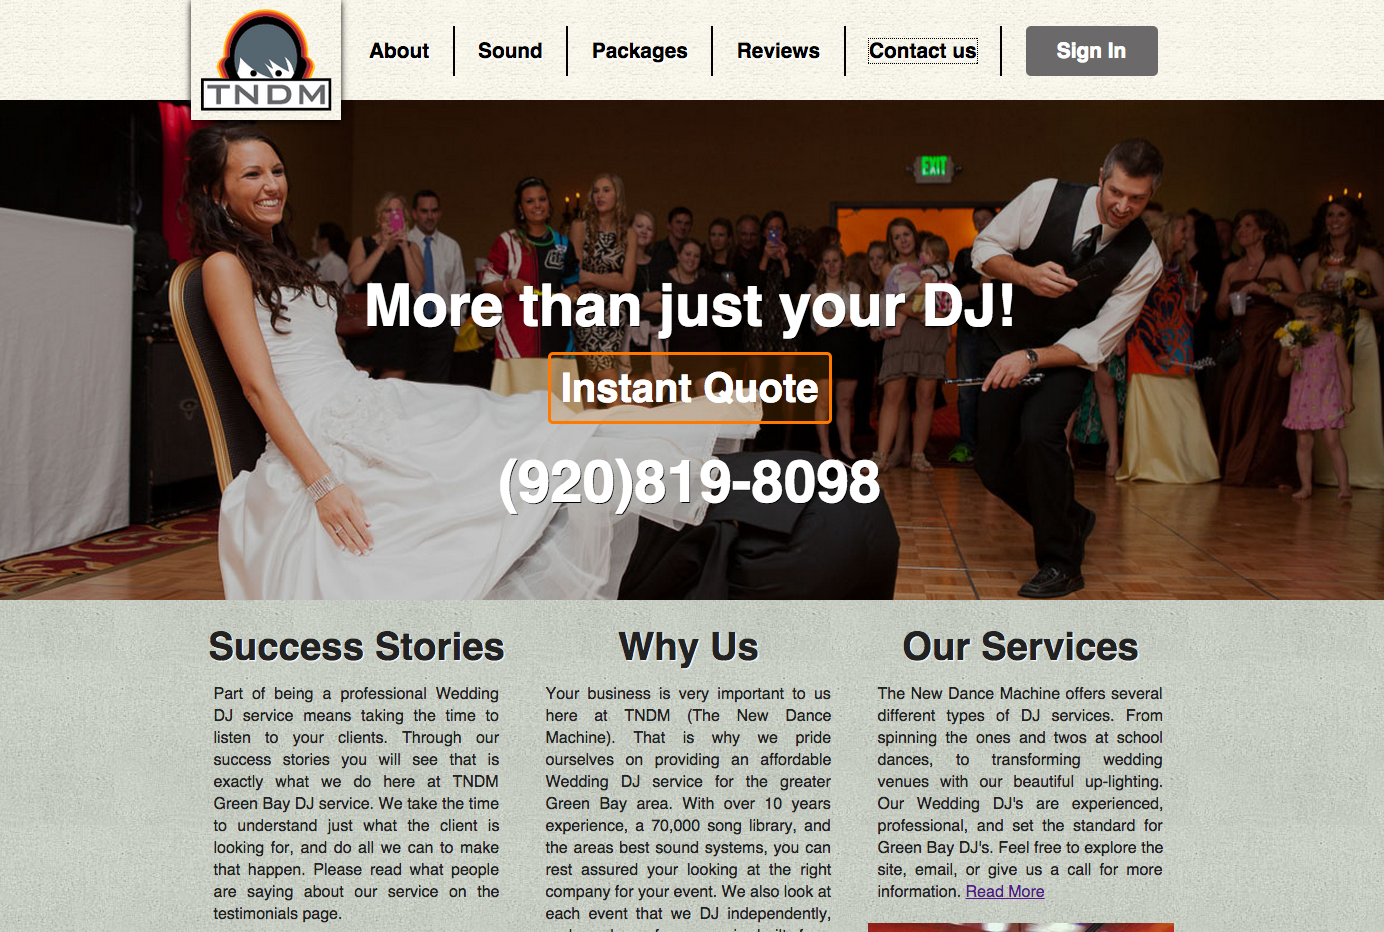 TNDM
About
Sound
Packages
Reviews
Contact us
Sign In
EXIT
More than just your DJ!
Instant Quote
(920)819-8098
Success Stories
Part of being a professional Wedding
DJ service means taking the time to
listen to your clients. Through our
success stories you will see that is
exactly what we do here at TNDM
Green Bay DJ service. We take the time
to understand just what the client is
looking for, and do all we can to make
that happen. Please read what people
are saying about our service on the
testimonials page.
Why Us
Your business is very important to us
here at TNDM (The New Dance
Machine). That is why we pride
ourselves on providing an affordable
Wedding DJ service for the greater
Green Bay area. With over 10 years
experience, a 70,000 song library, and
the areas best sound systems, you can
rest assured your looking at the right
company for your event. We also look at
each event that we DJ independently,
Our Services
The New Dance Machine offers several
different types of DJ services. From
spinning the ones and twos at school
dances, to transforming wedding
venues with our beautiful up-lighting.
Our Wedding DJ's are experienced,
professional, and set the standard for
Green Bay DJ's. Feel free to explore the
site, email, or give us a call for more
information. Read More